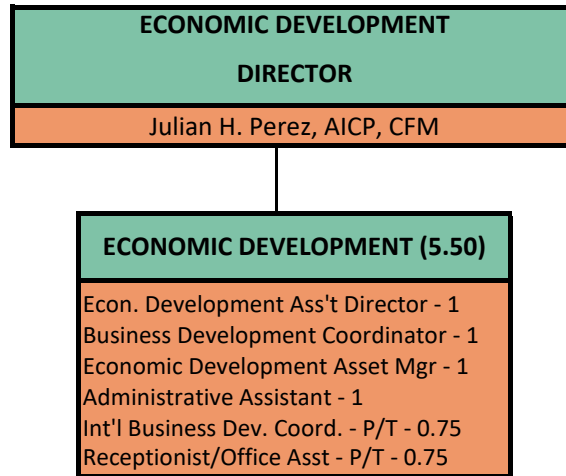 ECONOMIC DEVELOPMENT
DIRECTOR
Julian H. Perez, AICP, CFM
ECONOMIC DEVELOPMENT (5.50)
Econ. Development Ass't Director - 1
Business Development Coordinator - 1
Economic Development Asset Mgr - 1
Administrative Assistant - 1
Int'l Business Dev. Coord. - P/T - 0.75
Receptionist/Office Asst - P/T - 0.75